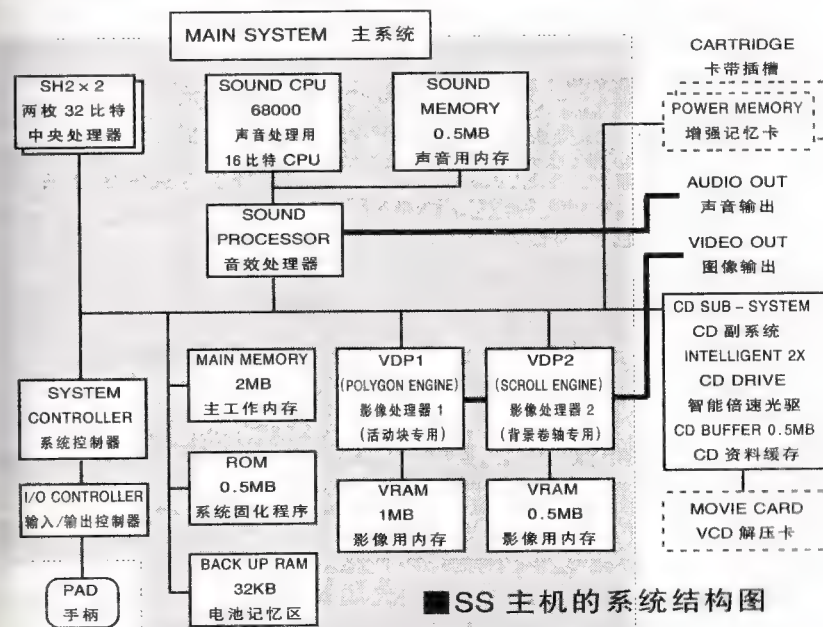 MAIN SYSTEM 主系统
SH2×2
两枚 32 比特
中央处理器
SOUND CPU
68000
声音处理用
16 比特 CPU
SOUND
MEMORY
0.5MB
声音用内存
CARTRIDGE
卡带插槽
POWER MEMORY
增强记忆卡
SOUND
PROCESSOR
音效处理器
AUDIO OUT
声音输出
VIDEO OUT
图像输出
SYSTEM
CONTROLLER
系统控制器
I/O CONTROLLER
输入/输出控制器
PAD
手柄
MAIN MEMORY
2MB
主工作内存
ROM
0.5MB
系统固化程序
BACK UP RAM
32KB
电池记忆区
VDP1
(POLYGON ENGINE)
影像处理器 1
(活动块专用)
VRAM
1MB
影像用内存
VDP2
(SCROLL ENGINE)
影像处理器 2
(背景卷轴专用)
VRAM
0.5MB
影像用内存
CD SUB-SYSTEM
CD 副系统
INTELLIGENT 2X
CD DRIVE
智能倍速光驱
CD BUFFER 0.5MB
CD 资料缓存
MOVIE CARD
VCD 解压卡
■SS 主机的系统结构图